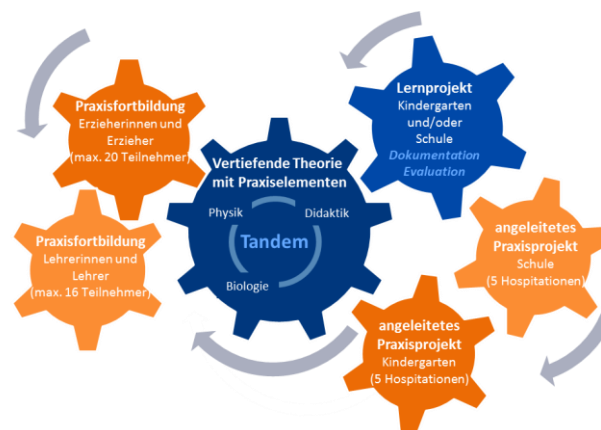 Praxisfortbildung
Erzieherinnen und
Erzieher
(max. 20 Teilnehmer)
Praxisfortbildung
Lehrerinnen und
Lehrer
(max. 16 Teilnehmer)
Vertiefende Theorie
mit Praxiselementen
Physik
Didaktik
Tandem
Biologie
Lernprojekt
Kindergarten
und/oder
Schule
Dokumentation
Evaluation
angeleitetes
Praxisprojekt
Schule
(5 Hospitationen)
angeleitetes
Praxisprojekt
Kindergarten
(5 Hospitationen)